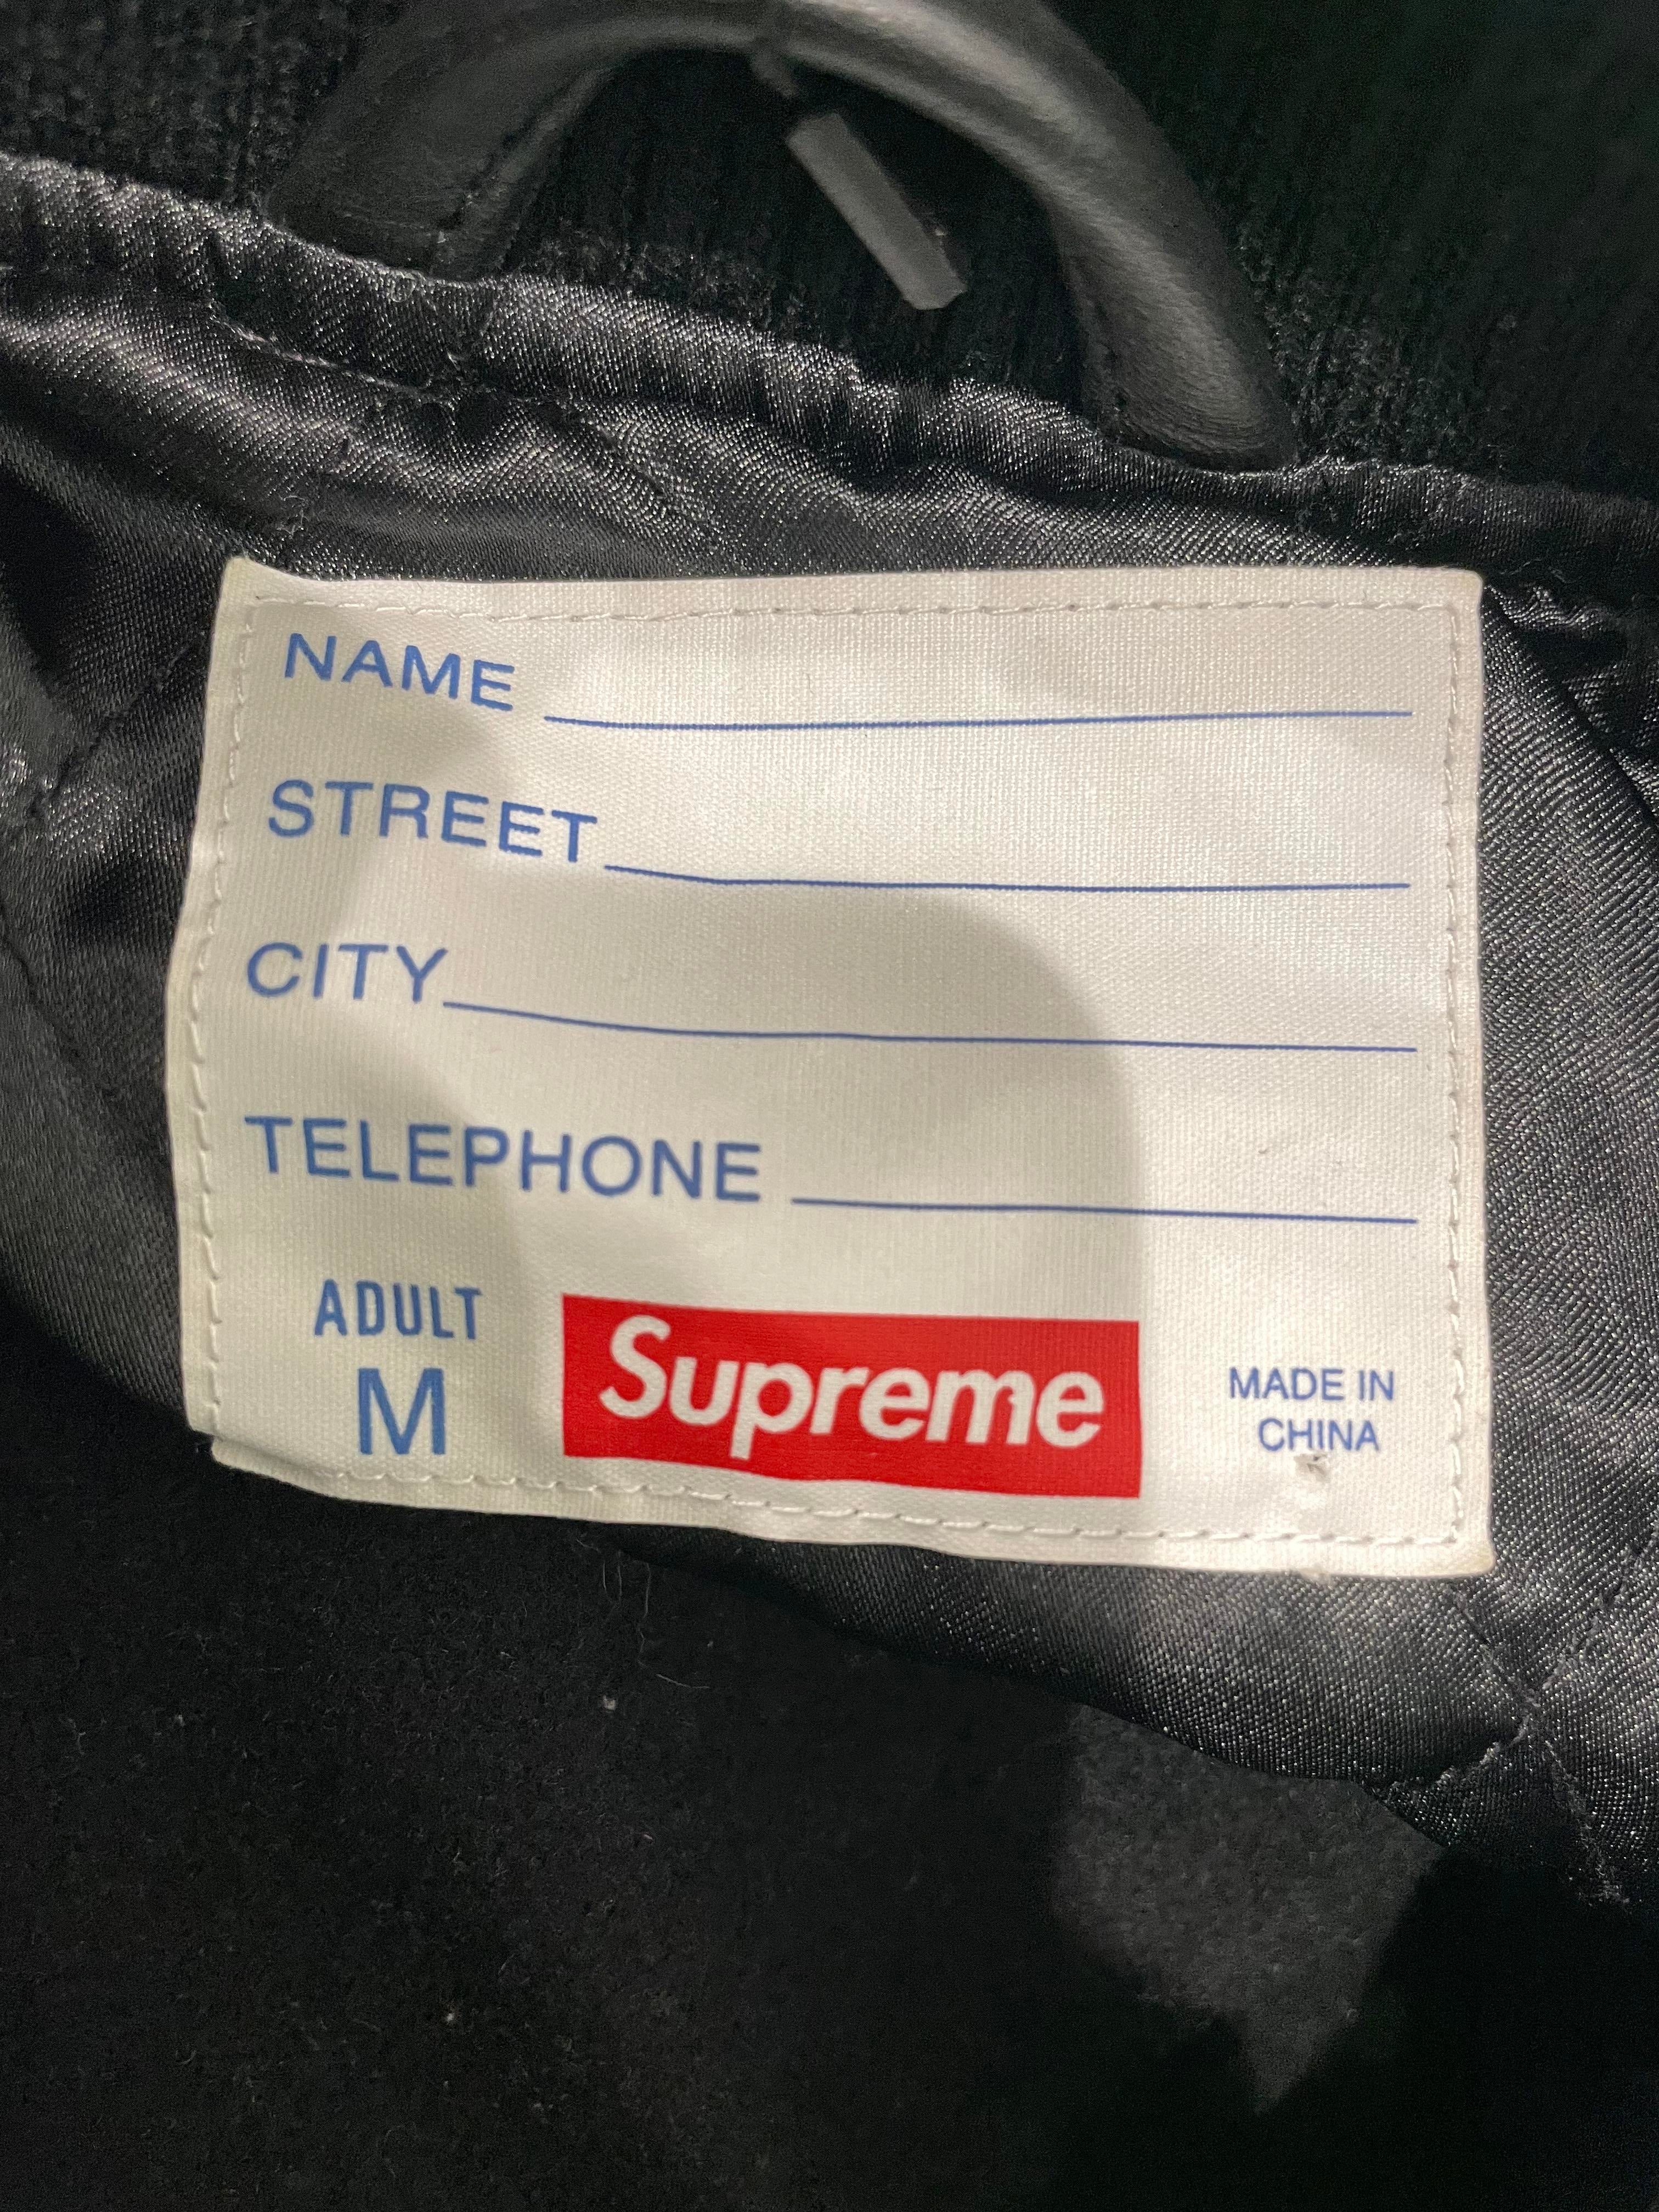 NAME
STREET
CITY
TELEPHONE
ADULT
M
Supreme
MADE IN
CHINA